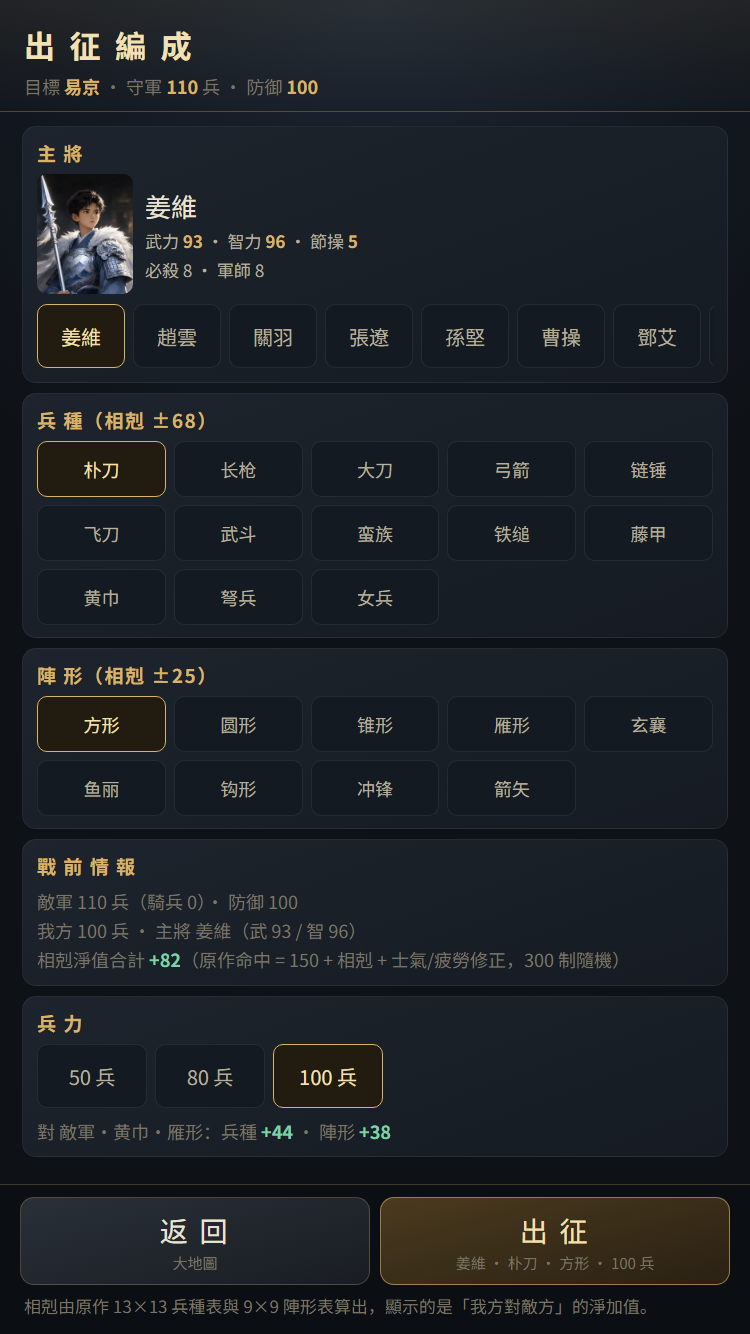 出征編成
目標 易京 · 守軍 110 兵 · 防御 100
主將
姜維
武力 93 · 智力 96 · 節操 5
必殺 8 · 軍師 8
姜維 趙雲 關羽 張遼 孫堅 曹操 鄧艾
兵種（相剋 ±68）
朴刀 长枪 大刀 弓箭 链锤
飞刀 武斗 蛮族 铁缒 藤甲
黄巾 弩兵 女兵
陣形（相剋 ±25）
方形 圆形 锥形 雁形 玄襄
鱼丽 钩形 冲锋 箭矢
戰前情報
敵軍 110 兵（騎兵 0）· 防御 100
我方 100 兵 · 主將 姜維（武 93 / 智 96）
相剋淨值合計 +82（原作命中 = 150 + 相剋 + 士氣/疲勞修正，300 制隨機）
兵力
50 兵 80 兵 100 兵
對 敵軍·黄巾·雁形：兵種 +44 · 陣形 +38
返回 出征
大地圖 姜維 · 朴刀 · 方形 · 100 兵
相剋由原作 13×13 兵種表與 9×9 陣形表算出，顯示的是「我方對敵方」的淨加值。